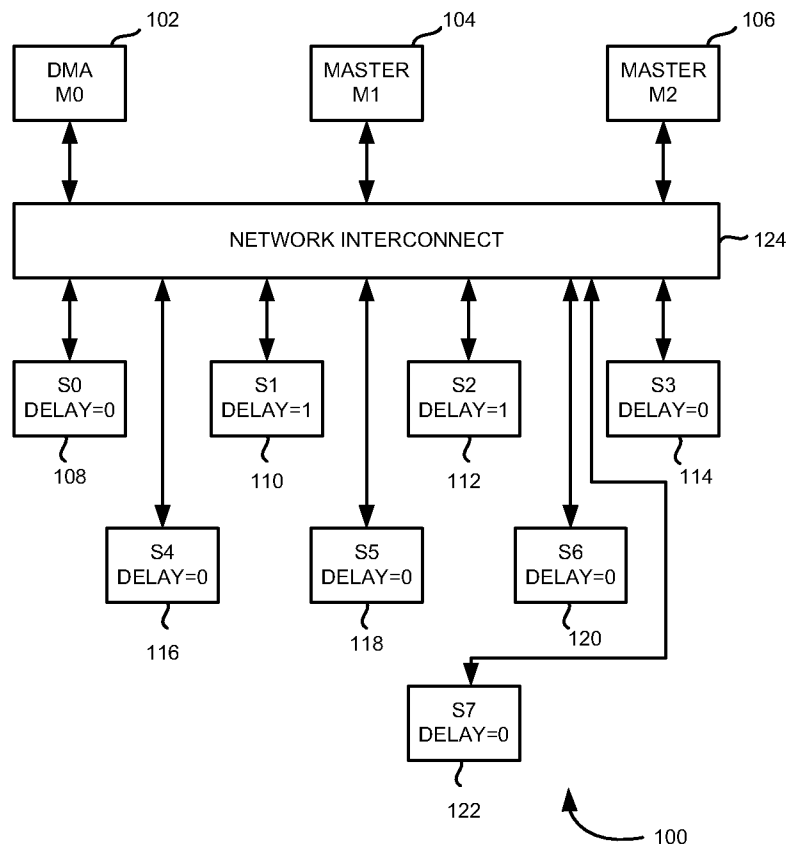 102
104
106
DMA
M0
MASTER
M1
MASTER
M2
NETWORK INTERCONNECT
124
S0
DELAY=0
S1
DELAY=1
S2
DELAY=1
S3
DELAY=0
108
110
112
114
S4
DELAY=0
S5
DELAY=0
S6
DELAY=0
116
118
120
S7
DELAY=0
122
100